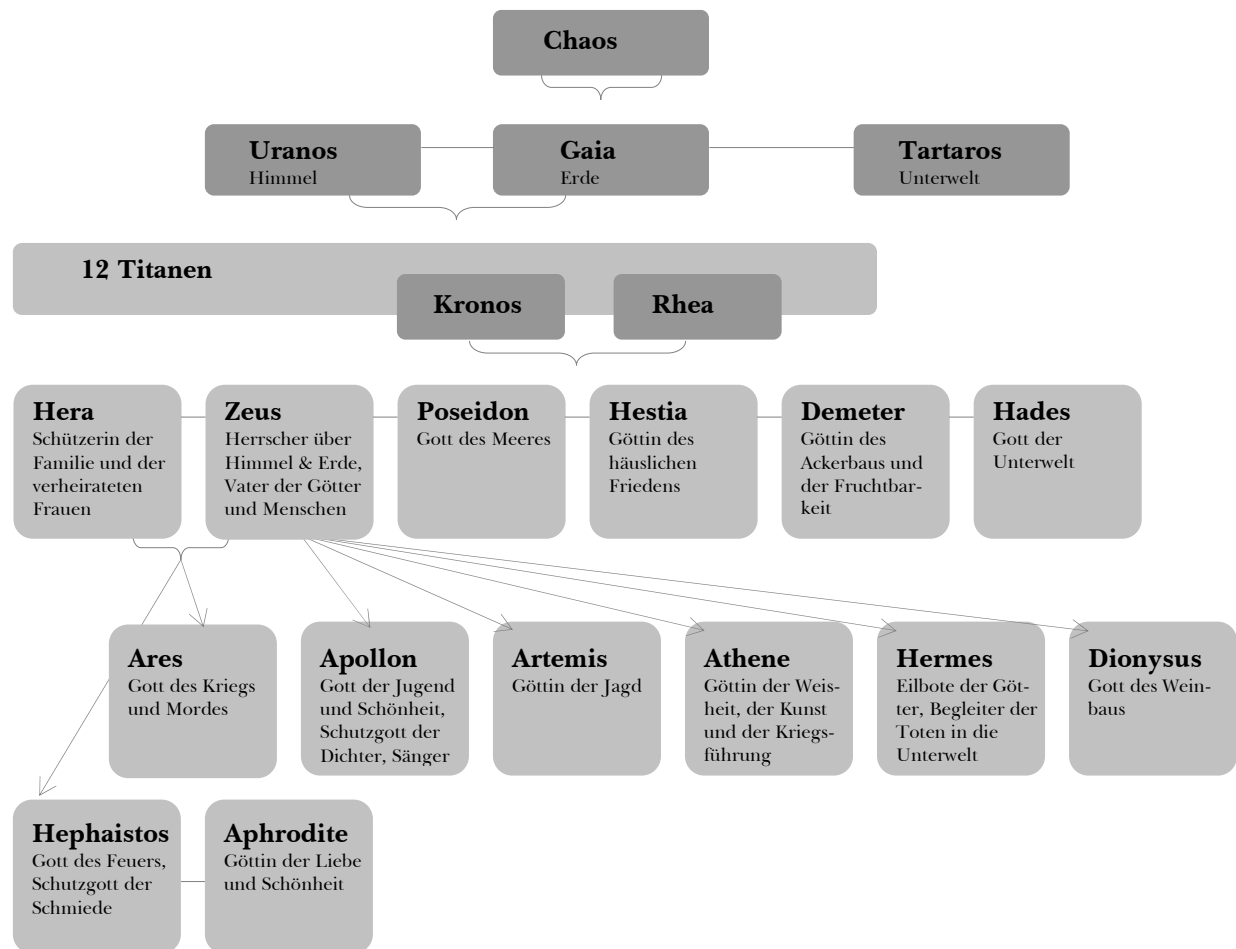 Chaos
Uranos
Himmel
Gaia
Erde
Tartaros
Unterwelt
12 Titanen
Kronos
Rhea
Hera
Schützerin der
Familie und der
verheirateten
Frauen
Zeus
Herrscher über
Himmel & Erde,
Vater der Götter
und Menschen
Poseidon
Gott des Meeres
Hestia
Göttin des
häuslichen
Friedens
Demeter
Göttin des
Ackerbaus und
der Fruchtbar-
keit
Hades
Gott der
Unterwelt
Ares
Gott des Kriegs
und Mordes
Apollon
Gott der Jugend
und Schönheit,
Schutzgott der
Dichter, Sänger
Artemis
Göttin der Jagd
Athene
Göttin der Weis-
heit, der Kunst
und der Kriegs-
führung
Hermes
Eilbote der Göt-
ter, Begleiter der
Toten in die
Unterwelt
Dionysus
Gott des Wein-
baus
Hephaistos
Gott des Feuers,
Schutzgott der
Schmiede
Aphrodite
Göttin der Liebe
und Schönheit